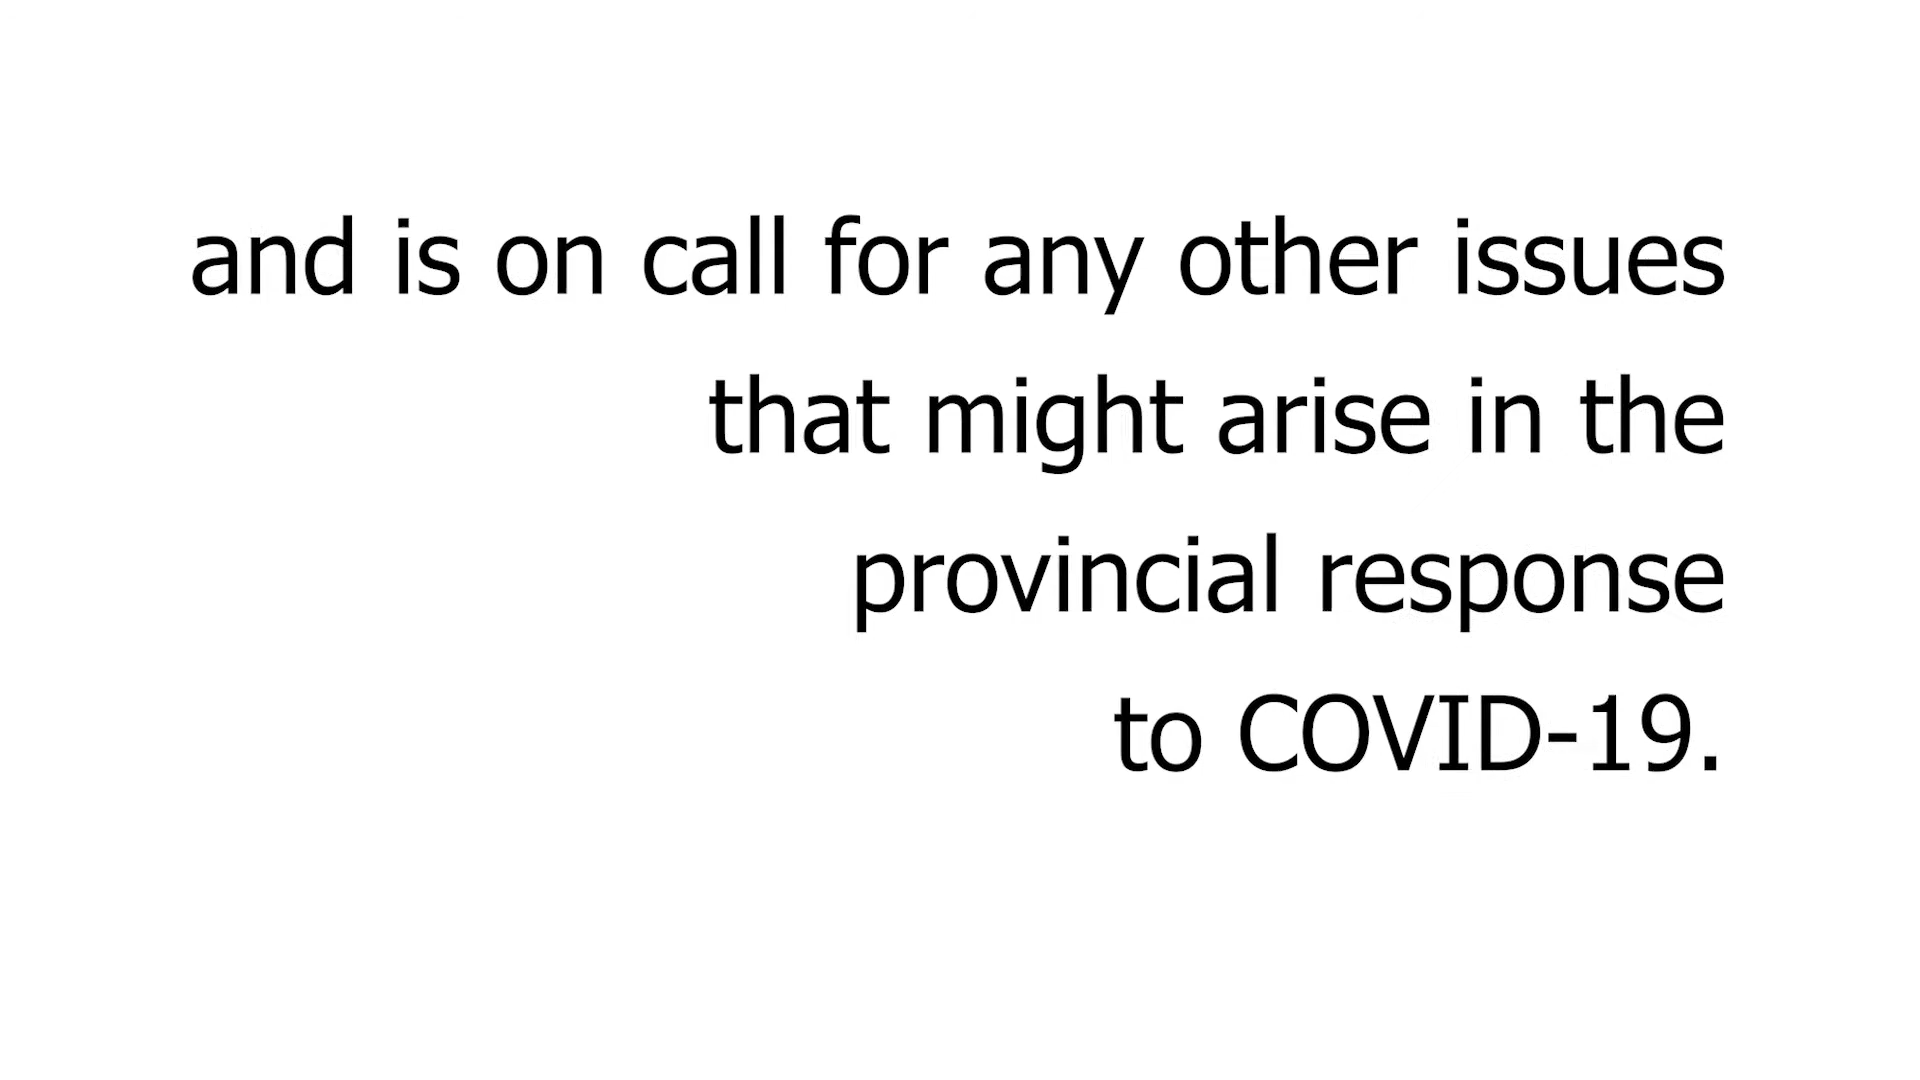 and is on call for any other issues
that might arise in the
provincial response
to COVID-19.